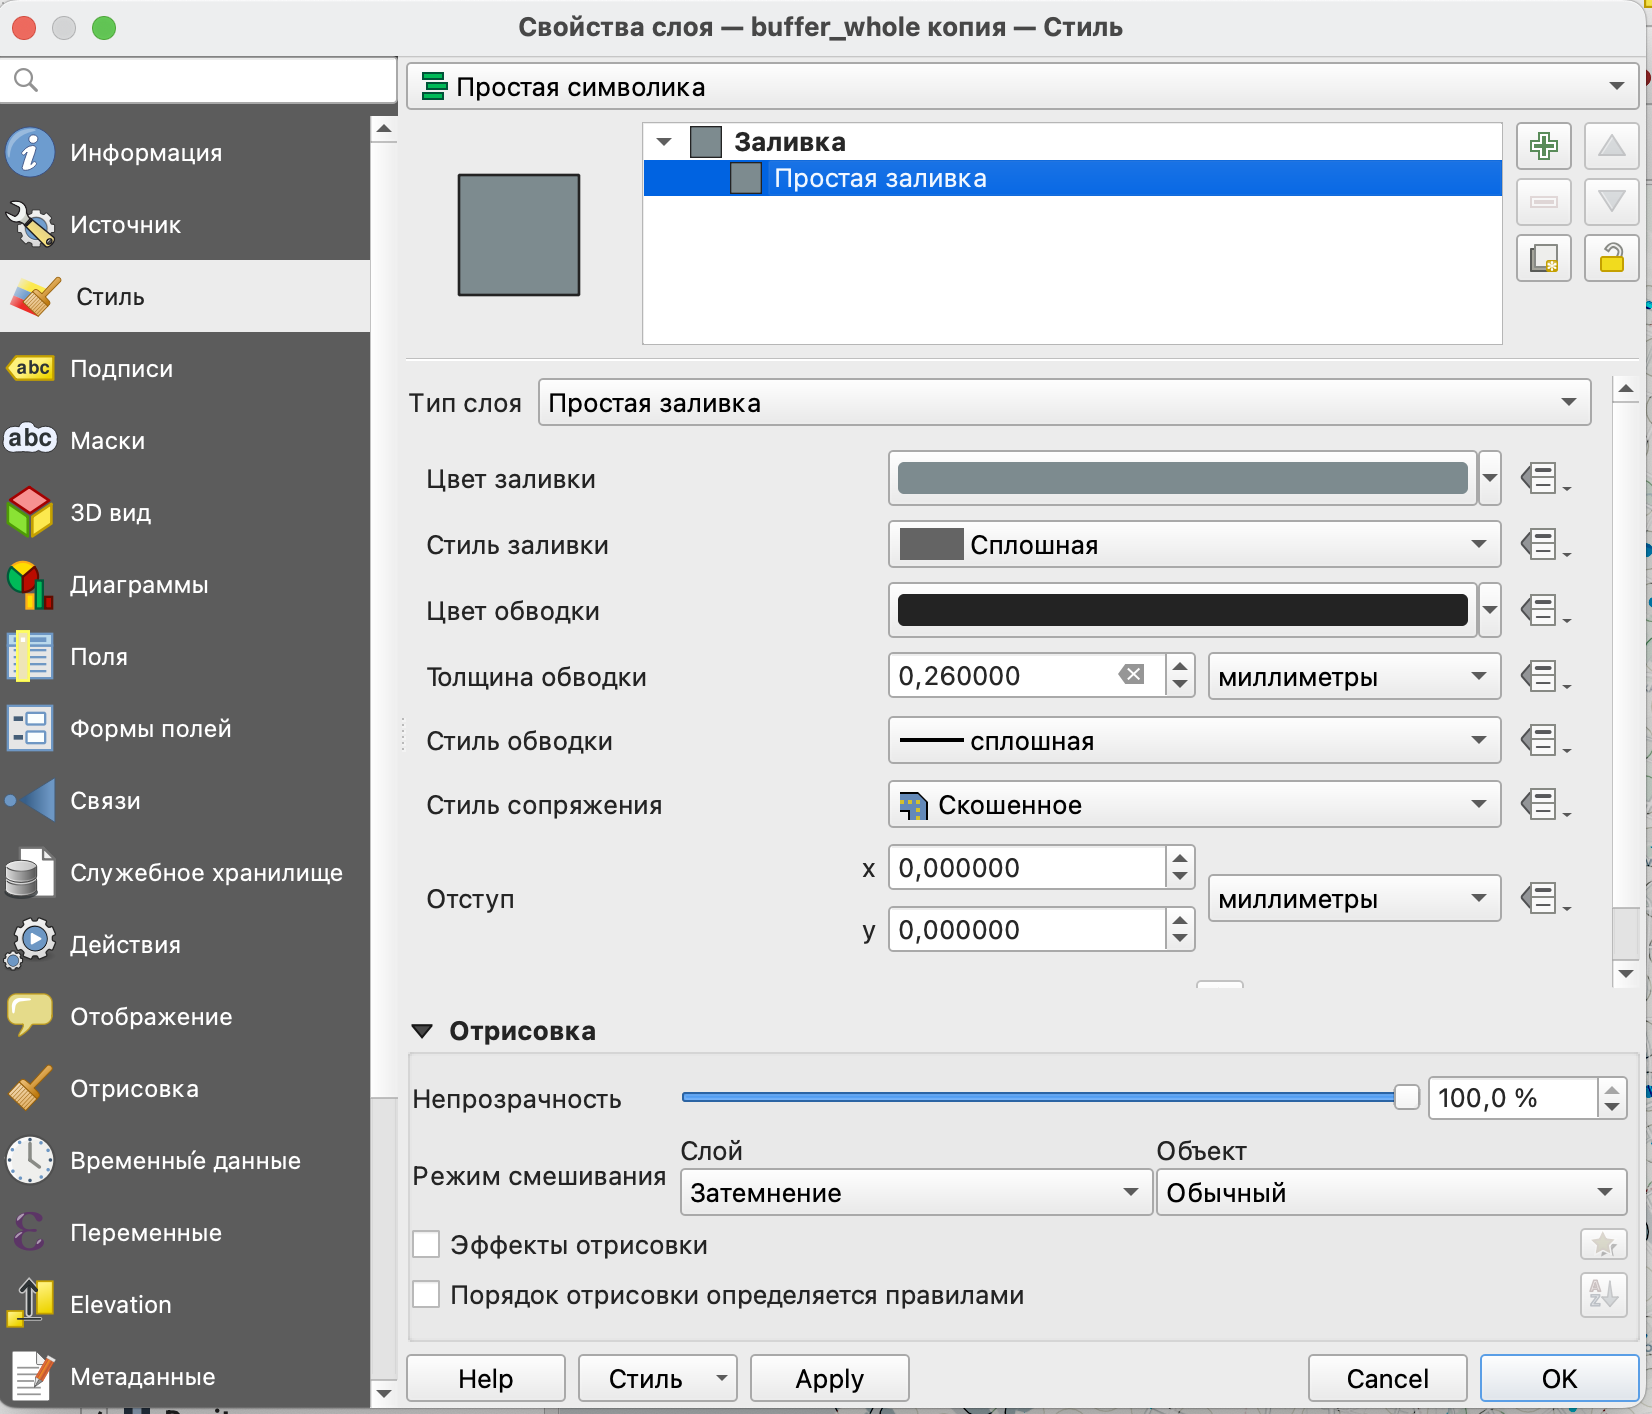 Свойства слоя — buffer_whole копия — Стиль
Простая символика
Информация
Источник
Стиль
Подписи
Маски
3D вид
Диаграммы
Поля
Формы полей
Связи
Служебное хранилище
Действия
Отображение
Отрисовка
Временны́е данные
Переменные
Elevation
Метаданные
Заливка
Простая заливка
Тип слоя Простая заливка
Цвет заливки
Стиль заливки Сплошная
Цвет обводки
Толщина обводки 0,260000 миллиметры
Стиль обводки сплошная
Стиль сопряжения Скошенное
x 0,000000
Отступ миллиметры
y 0,000000
Отрисовка
Непрозрачность 100,0 %
Слой Объект
Режим смешивания Затемнение Обычный
Эффекты отрисовки
Порядок отрисовки определяется правилами
Help Стиль Apply Cancel OK